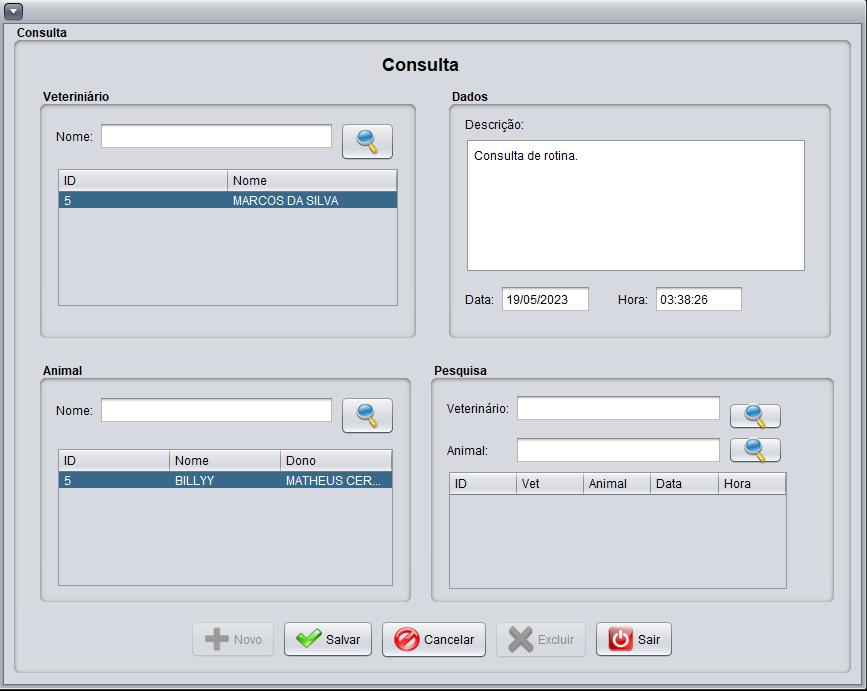 Consulta
Consulta
Veteriniário
Nome:
ID Nome
5 MARCOS DA SILVA
Dados
Descrição:
Consulta de rotina.
Data: 19/05/2023 Hora: 03:38:26
Animal
Nome:
ID Nome Dono
5 BILLYY MATHEUS CER...
Pesquisa
Veterinário:
Animal:
ID Vet Animal Data Hora
Novo Salvar Cancelar Excluir Sair